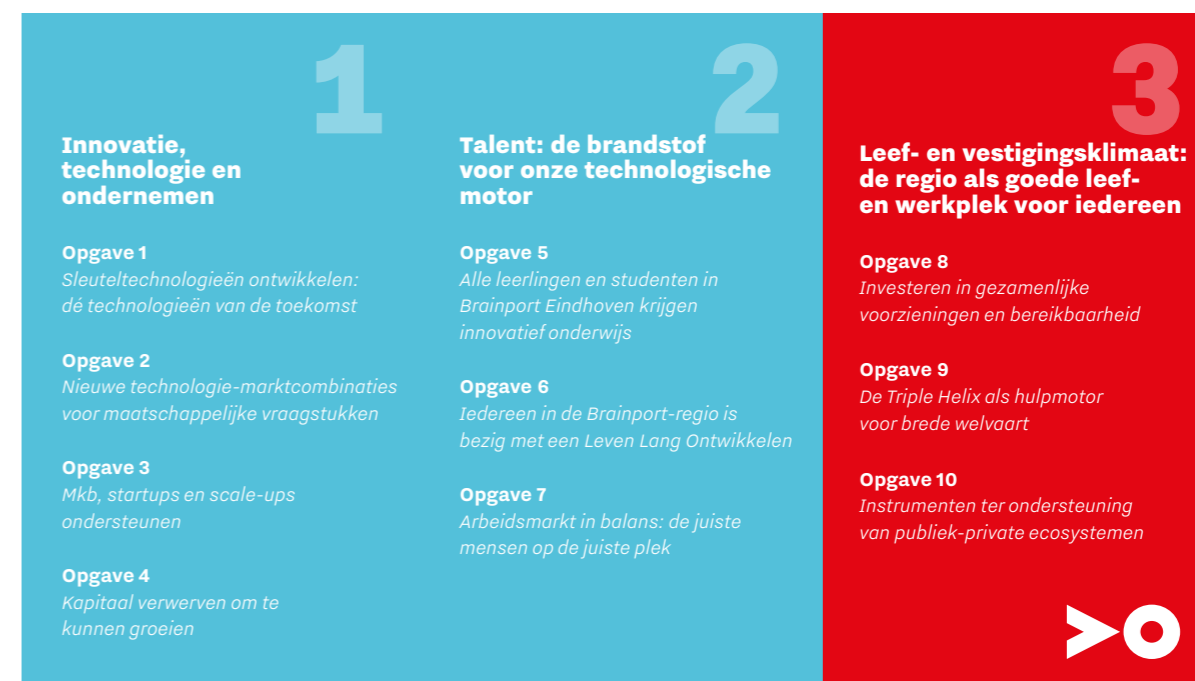 1
Innovatie,
technologie en
ondernemen
Opgave 1
Sleuteltechnologieën ontwikkelen:
dé technologieën van de toekomst
Opgave 2
Nieuwe technologie-marktcombinaties
voor maatschappelijke vraagstukken
Opgave 3
Mkb, startups en scale-ups
ondersteunen
Opgave 4
Kapitaal verwerven om te
kunnen groeien
2
Talent: de brandstof
voor onze technologische
motor
Opgave 5
Alle leerlingen en studenten in
Brainport Eindhoven krijgen
innovatief onderwijs
Opgave 6
Iedereen in de Brainport-regio is
bezig met een Leven Lang Ontwikkelen
Opgave 7
Arbeidsmarkt in balans: de juiste
mensen op de juiste plek
3
Leef- en vestigingsklimaat:
de regio als goede leef-
en werkplek voor iedereen
Opgave 8
Investeren in gezamenlijke
voorzieningen en bereikbaarheid
Opgave 9
De Triple Helix als hulpmotor
voor brede welvaart
Opgave 10
Instrumenten ter ondersteuning
van publiek-private ecosystemen